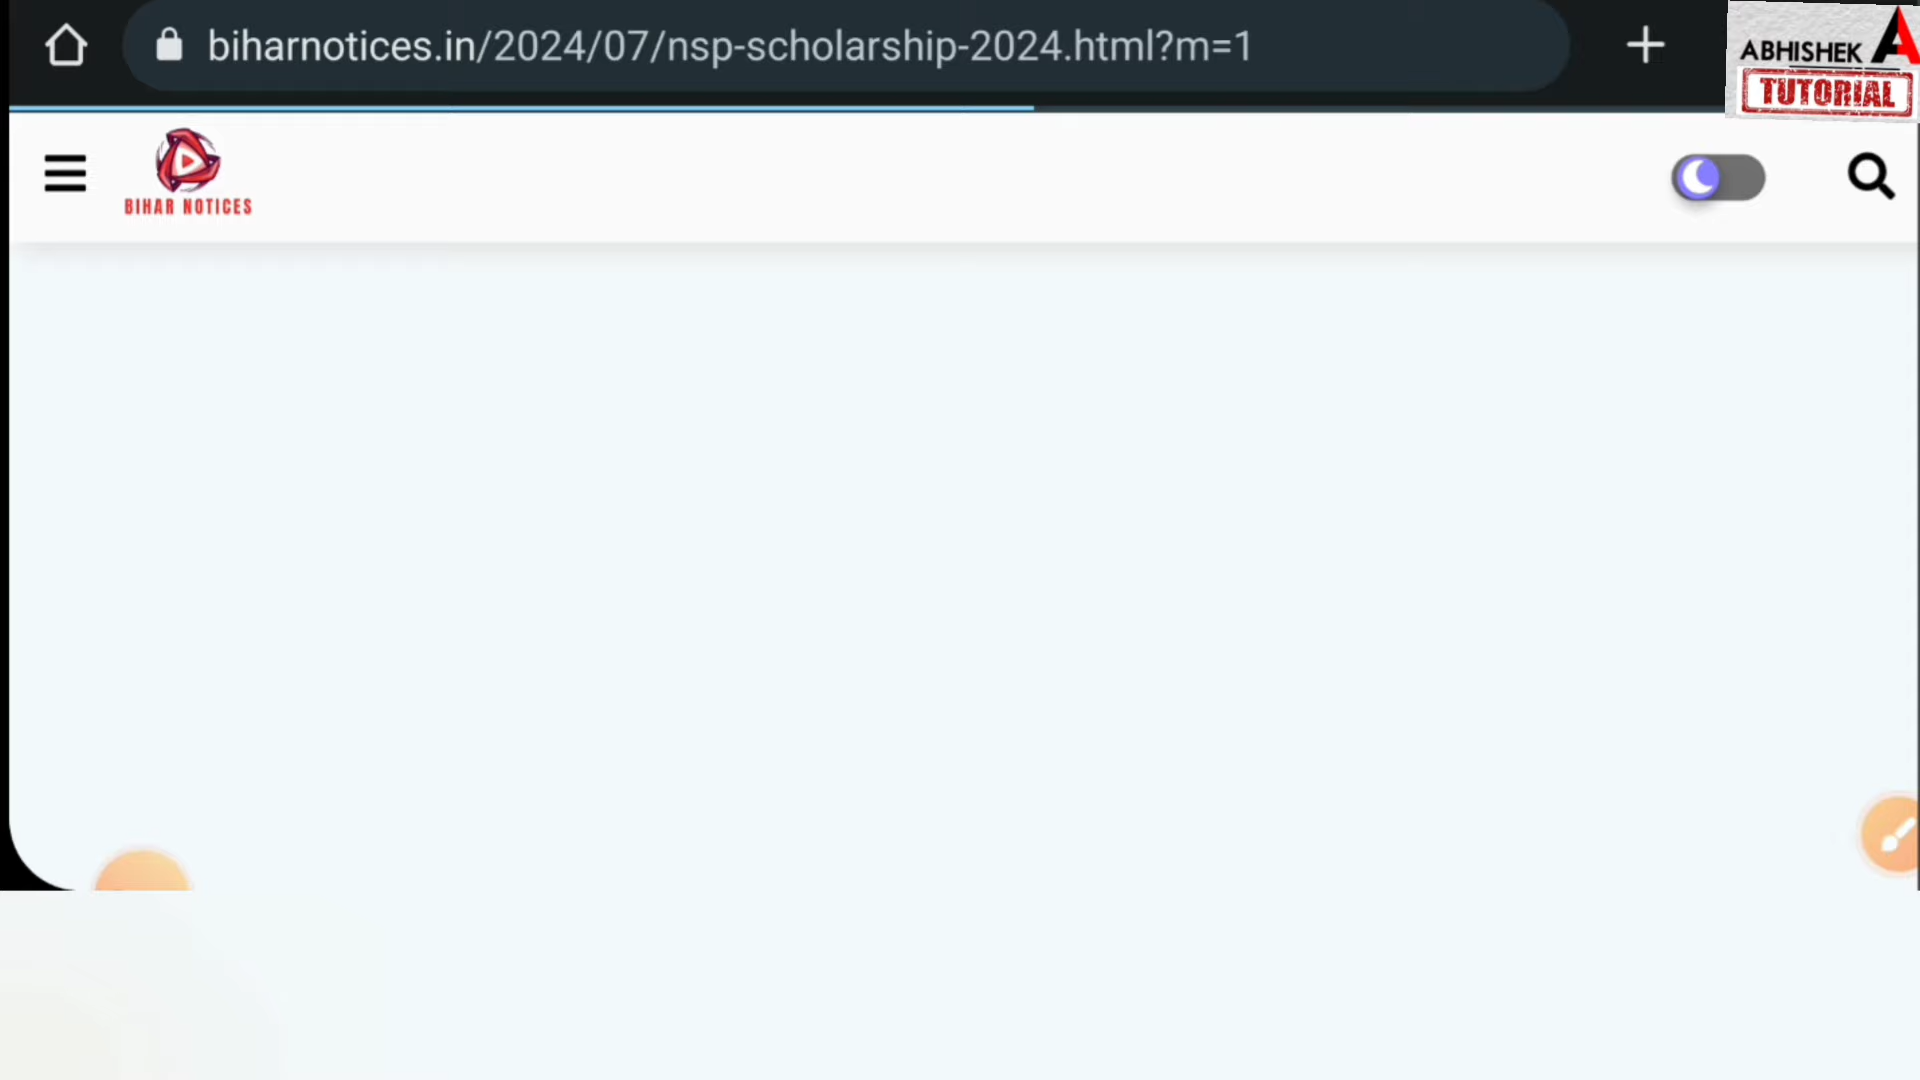 biharnotices.in/2024/07/nsp-scholarship-2024.html?m=1
ABHISHEK A
TUTORIAL
BIHAR NOTICES